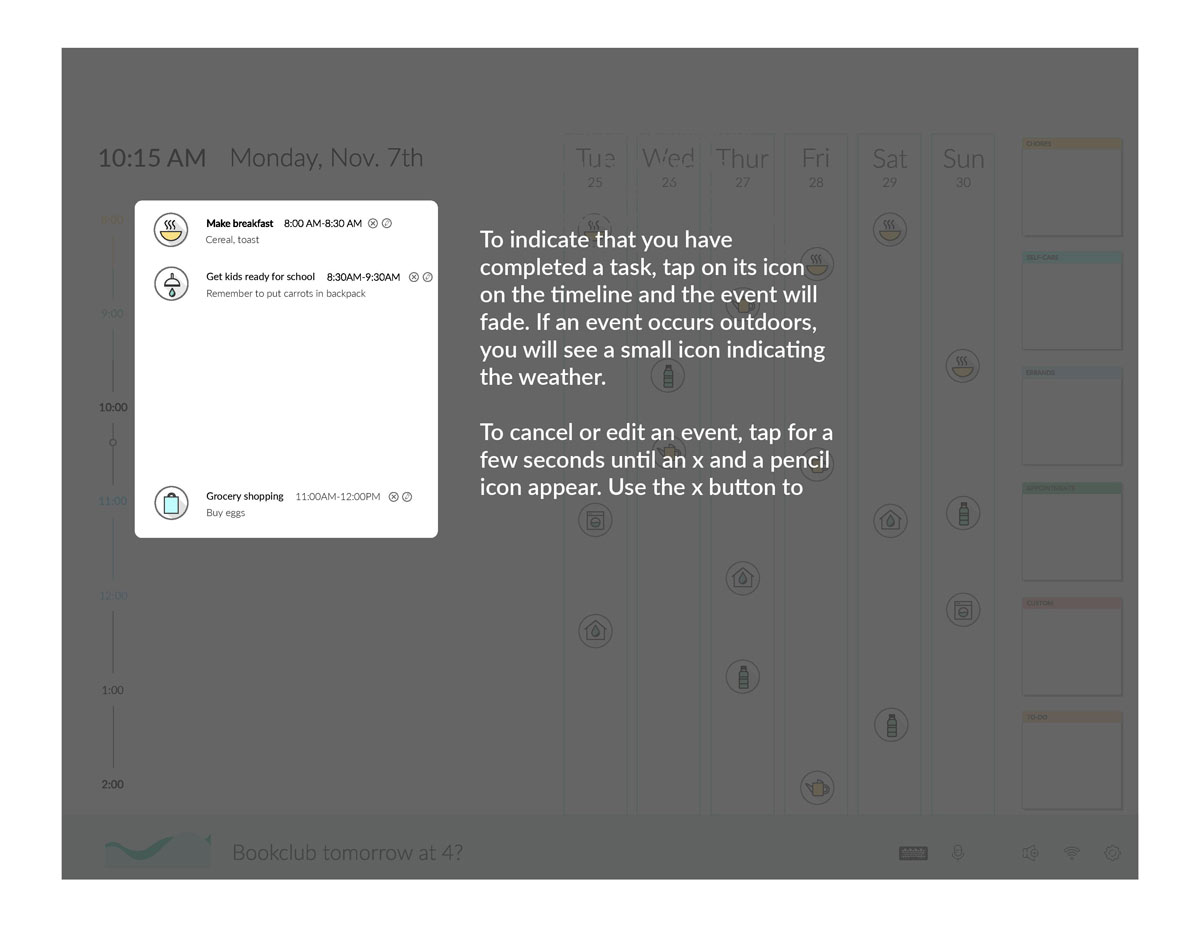 10:15 AM Monday, Nov. 7th
Tue Wed Thur Fri Sat Sun
25 26 27 28 29 30
8:00
9:00
10:00
11:00
12:00
1:00
2:00
Make breakfast 8:00 AM-8:30 AM
Cereal, toast
Get kids ready for school 8:30AM-9:30AM
Remember to put carrots in backpack
Grocery shopping 11:00AM-12:00PM
Buy eggs
To indicate that you have
completed a task, tap on its icon
on the timeline and the event will
fade. If an event occurs outdoors,
you will see a small icon indicating
the weather.
To cancel or edit an event, tap for a
few seconds until an x and a pencil
icon appear. Use the x button to
CHORES
SELF-CARE
ERRANDS
APPOINTMENTS
CUSTOM
TO-DO
Bookclub tomorrow at 4?